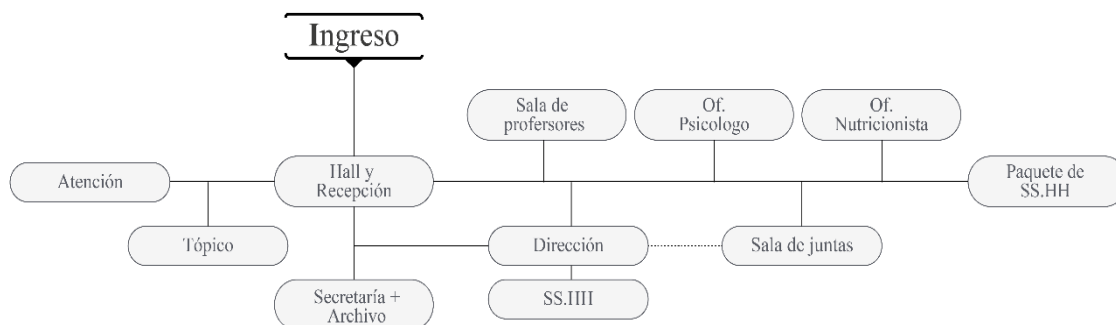 Ingreso
Sala de
profersores
Of.
Psicologo
Of.
Nutricionista
Atención
Hall y
Recepción
Paquete de
SS.HH
Tópico
Dirección
Sala de juntas
Secretaría +
Archivo
SS.HH